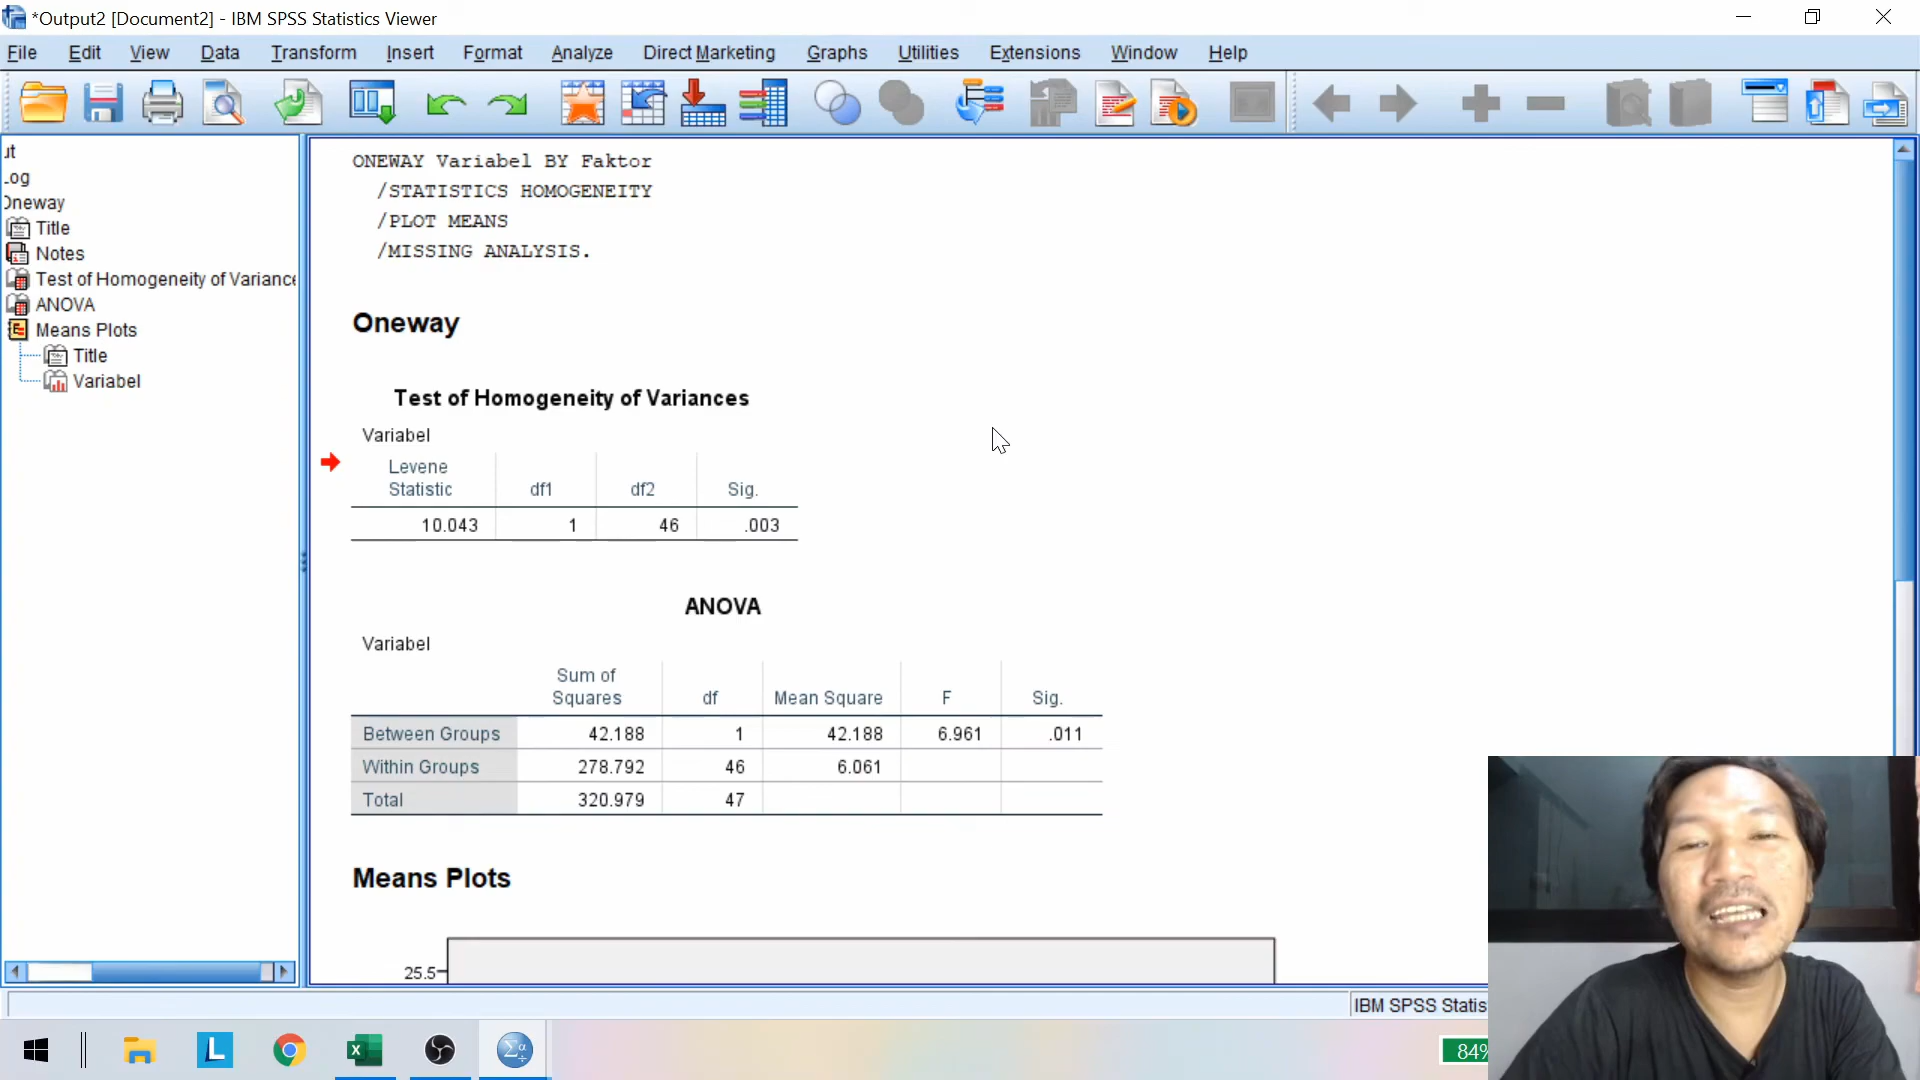 *Output2 [Document2] - IBM SPSS Statistics Viewer
File Edit View Data Transform Insert Format Analyze Direct Marketing Graphs Utilities Extensions Window Help
ut
Log
Oneway
Title
Notes
Test of Homogeneity of Variance
ANOVA
Means Plots
Title
Variabel
ONEWAY Variabel BY Faktor
/STATISTICS HOMOGENEITY
/PLOT MEANS
/MISSING ANALYSIS.
Oneway
Test of Homogeneity of Variances
Variabel
Levene
Statistic df1 df2 Sig.
10.043 1 46 .003
ANOVA
Variabel
Sum of
Squares df Mean Square F Sig.
Between Groups 42.188 1 42.188 6.961 .011
Within Groups 278.792 46 6.061
Total 320.979 47
Means Plots
25.5
IBM SPSS Statis
L
X
Σα
84%